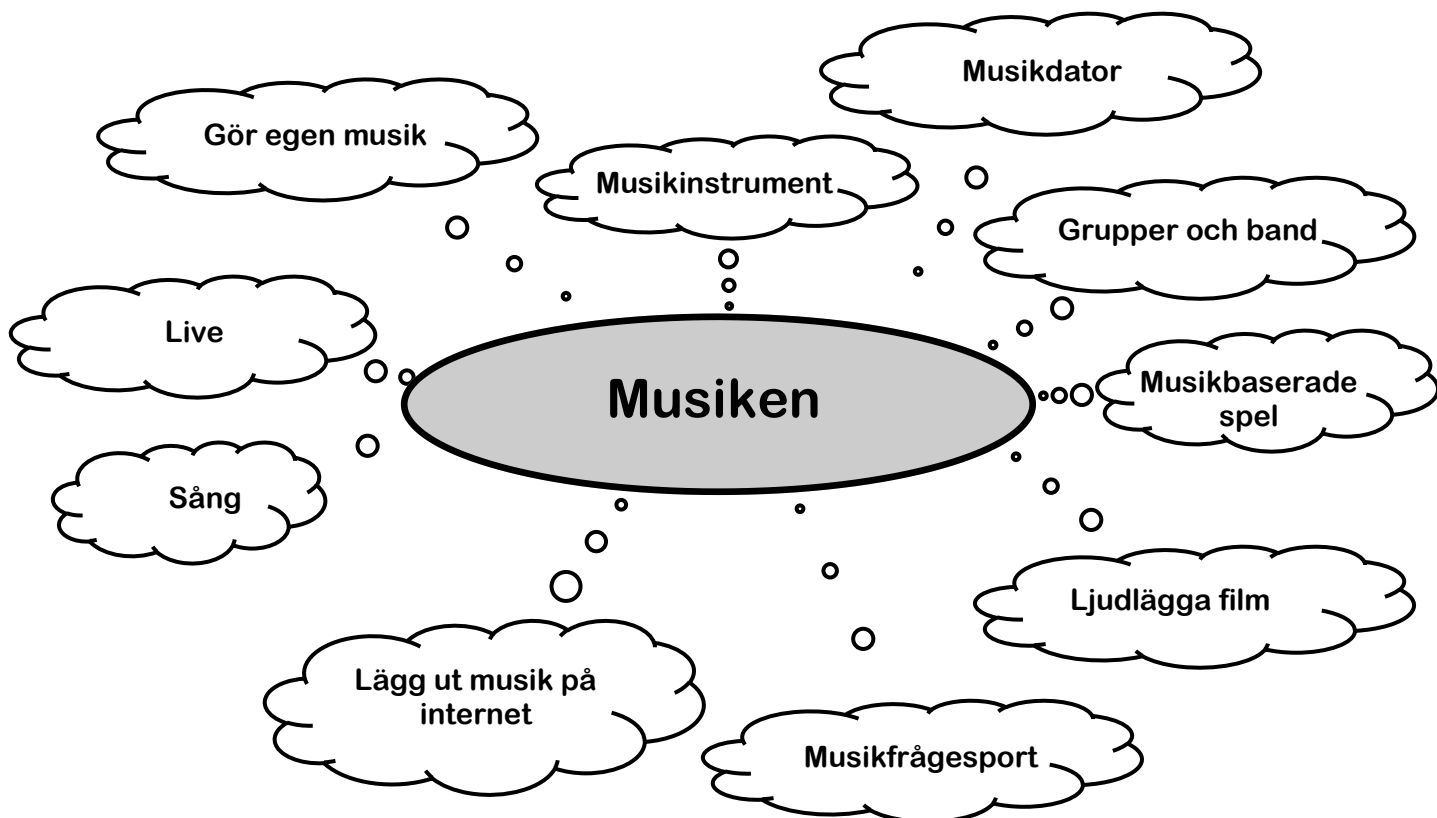 Musikdator
Gör egen musik
Musikinstrument
Grupper och band
Live
Musikbaserade
spel
Musiken
Sång
Ljudlägga film
Lägg ut musik på
internet
Musikfrågesport